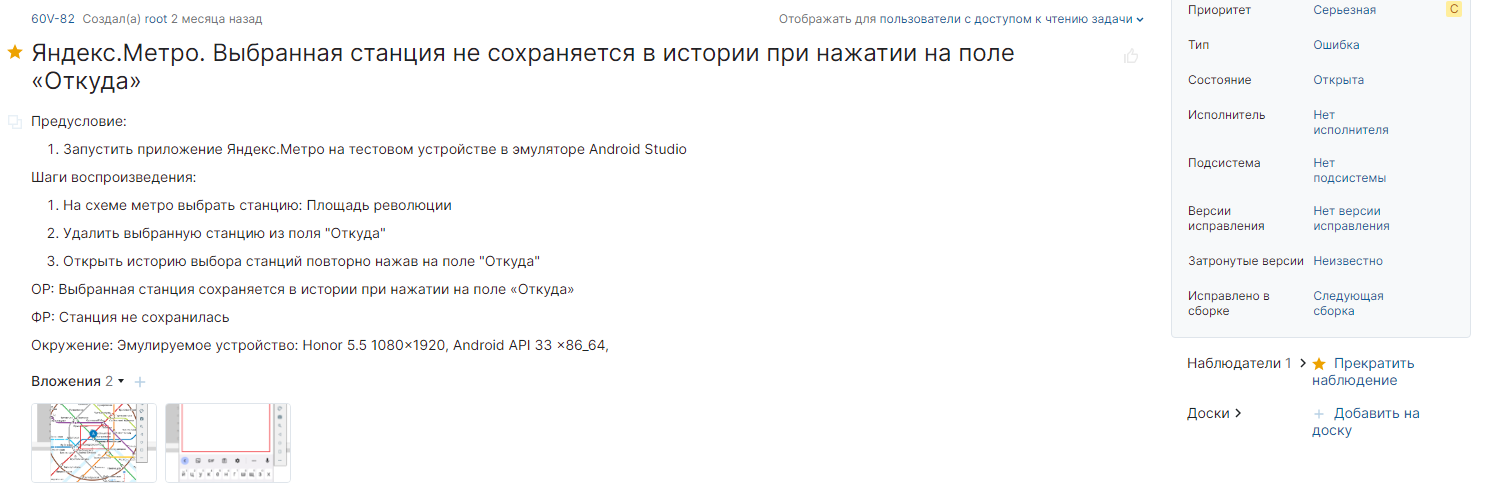 60V-82 Создал(а) root 2 месяца назад
Отображать для пользователи с доступом к чтению задачи
Яндекс.Метро. Выбранная станция не сохраняется в истории при нажатии на поле
«Откуда»
Предусловие:
1. Запустить приложение Яндекс.Метро на тестовом устройстве в эмуляторе Android Studio
Шаги воспроизведения:
1. На схеме метро выбрать станцию: Площадь революции
2. Удалить выбранную станцию из поля "Откуда"
3. Открыть историю выбора станций повторно нажав на поле "Откуда"
ОР: Выбранная станция сохраняется в истории при нажатии на поле «Откуда»
ФР: Станция не сохранилась
Окружение: Эмулируемое устройство: Honor 5.5 1080×1920, Android API 33 ×86_64,
Вложения 2
Приоритет
Серьезная
С
Тип
Ошибка
Состояние
Открыта
Исполнитель
Нет
исполнителя
Подсистема
Нет
подсистемы
Версии
исправления
Нет версии
исправления
Затронутые версии
Неизвестно
Исправлено в
сборке
Следующая
сборка
Наблюдатели 1
Прекратить
наблюдение
Доски
Добавить на
доску